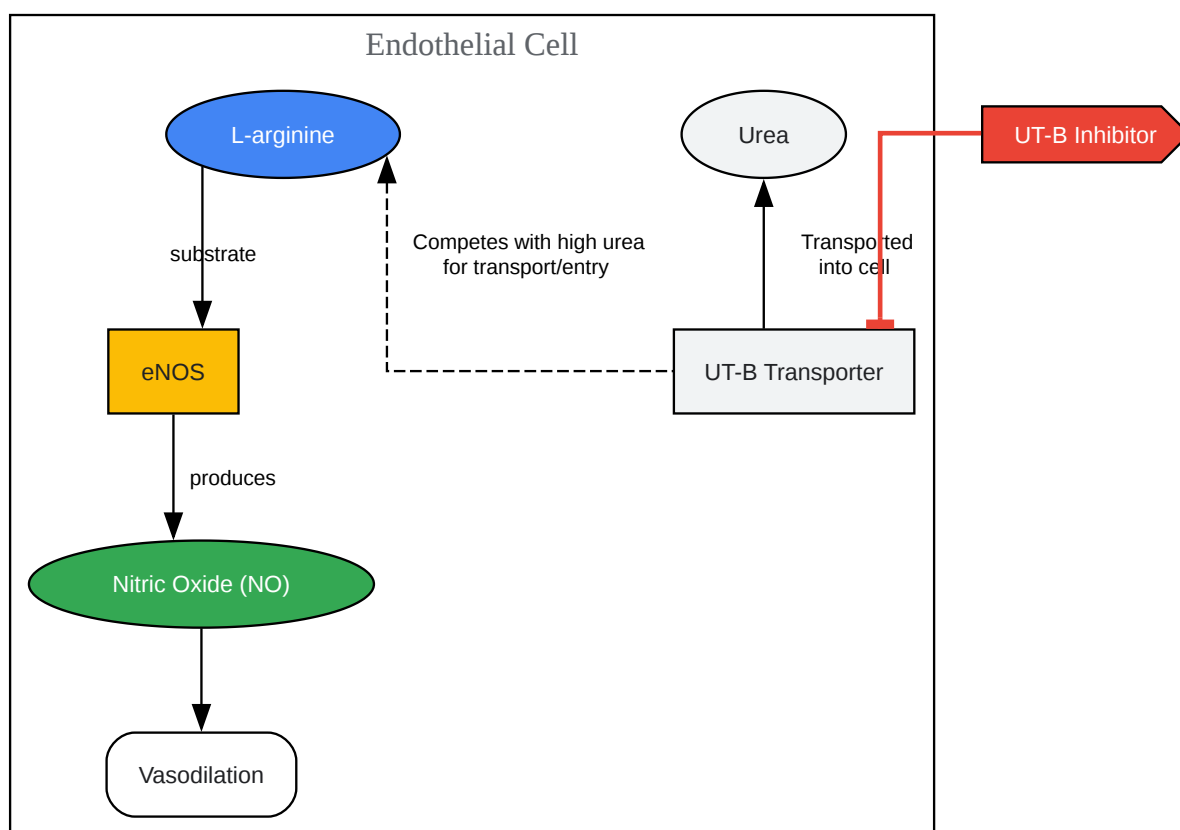 Endothelial Cell
L-arginine
Urea
UT-B Inhibitor
substrate
Competes with high urea
for transport/entry
Transported
into cell
eNOS
UT-B Transporter
produces
Nitric Oxide (NO)
Vasodilation